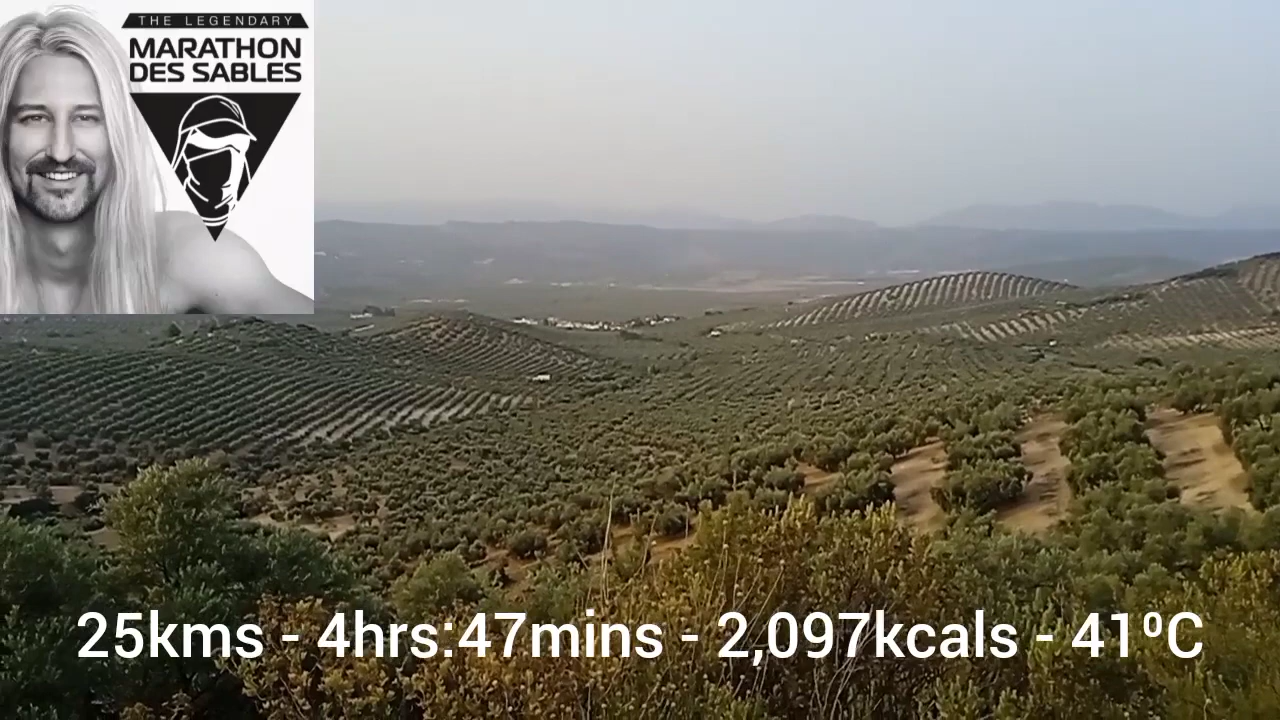 THE LEGENDARY
MARATHON
DES SABLES
25kms - 4hrs:47mins - 2,097kcals - 41ºC